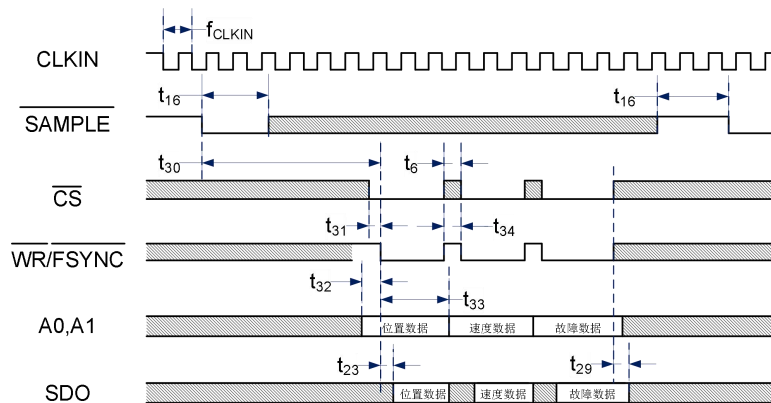 fCLKIN
CLKIN
t16
t16
SAMPLE
t30
t6
CS
t31
t34
WR/FSYNC
t32
t33
A0,A1
位置数据
速度数据
故障数据
t23
t29
SDO
位置数据
速度数据
故障数据